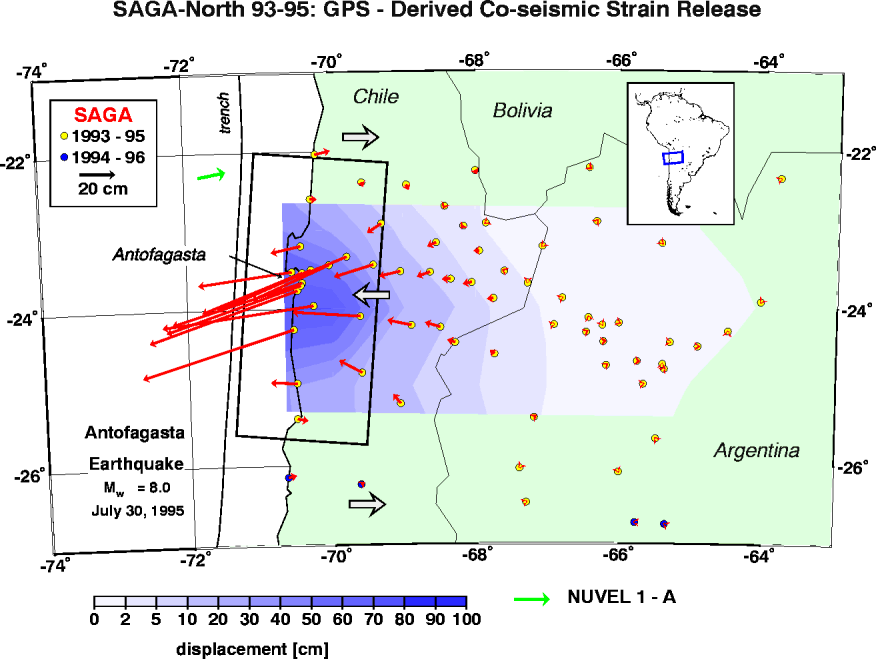 SAGA-North 93-95: GPS - Derived Co-seismic Strain Release
-74° -72° -70° -68° -66° -64°
SAGA
1993 - 95
1994 - 96
20 cm
trench
Chile
Bolivia
-22° -22°
Antofagasta
-24° -24°
Antofagasta
Earthquake
Mw = 8.0
July 30, 1995
Argentina
-26° -26°
-74° -72° -70° -68° -66° -64°
NUVEL 1 - A
0 2 5 10 20 30 40 60 70 80 90 100
displacement [cm]